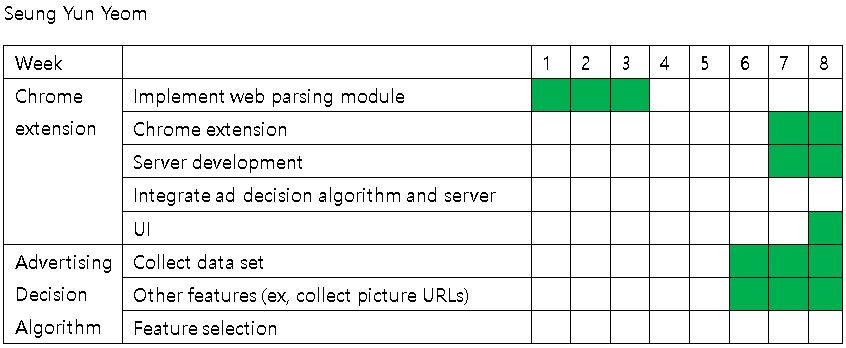 Seung Yun Yeom
Week 1 2 3 4 5 6 7 8
Chrome Implement web parsing module
extension Chrome extension
Server development
Integrate ad decision algorithm and server
UI
Advertising Collect data set
Decision Other features (ex, collect picture URLs)
Algorithm Feature selection